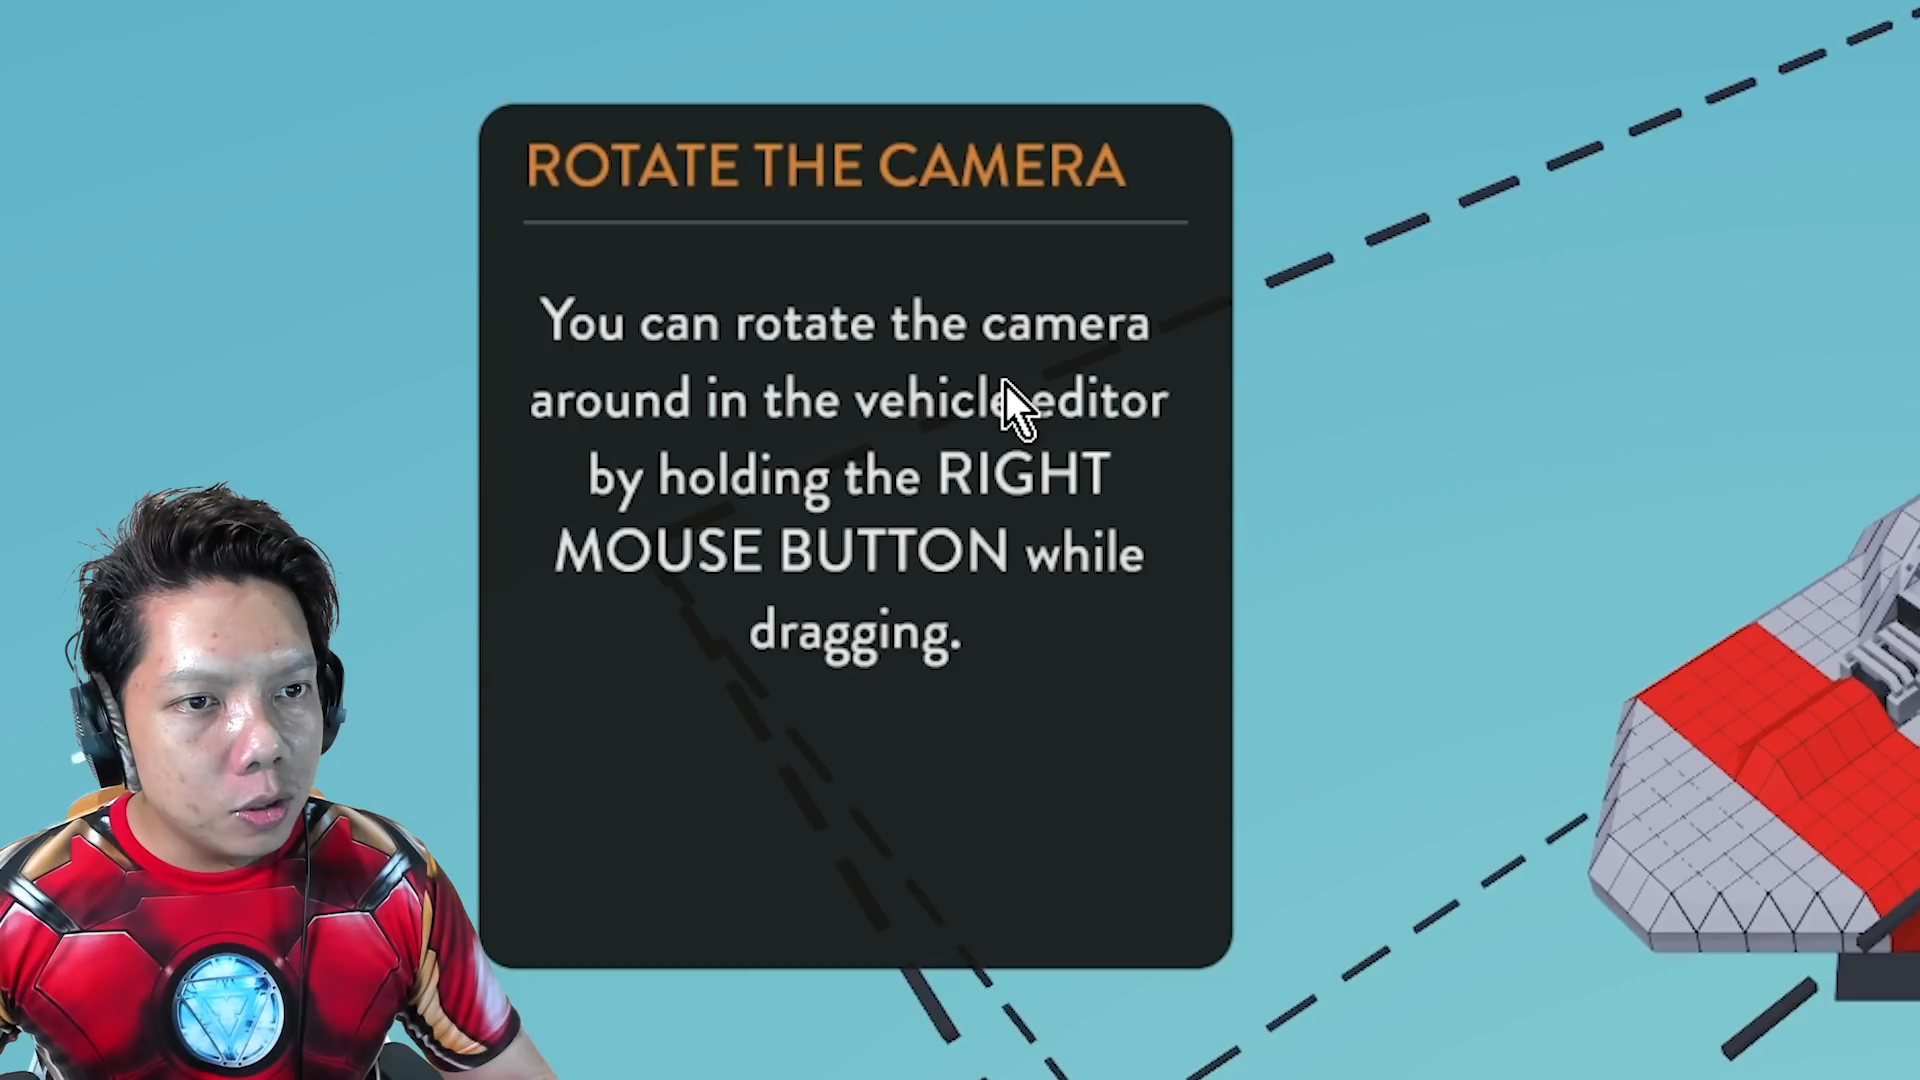 ROTATE THE CAMERA
You can rotate the camera
around in the vehicle editor
by holding the RIGHT
MOUSE BUTTON while
dragging.